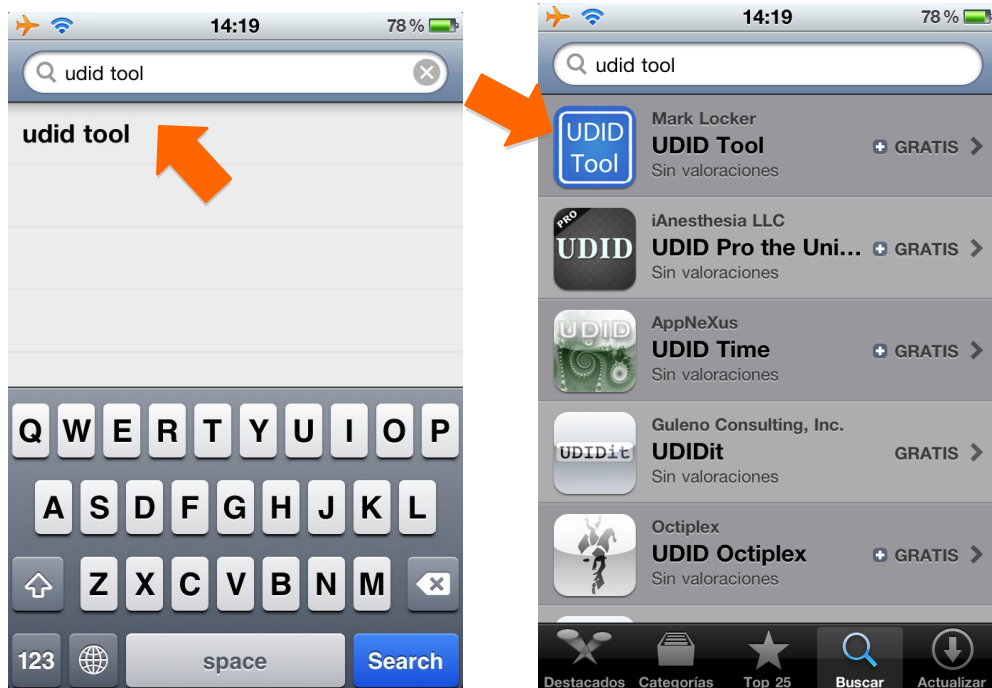 14:19
78 %
udid tool
udid tool
Q W E R T Y U I O P
A S D F G H J K L
Z X C V B N M
123 space Search
14:19
78 %
udid tool
UDID
Tool
Mark Locker
UDID Tool
GRATIS
Sin valoraciones
PRO
UDID
iAnesthesia LLC
UDID Pro the Uni...
GRATIS
Sin valoraciones
UDID
AppNeXus
UDID Time
GRATIS
Sin valoraciones
UDIDit
Guleno Consulting, Inc.
UDIDit
GRATIS
Sin valoraciones
Octiplex
UDID Octiplex
GRATIS
Sin valoraciones
Destacados Categorías Top 25 Buscar Actualizar